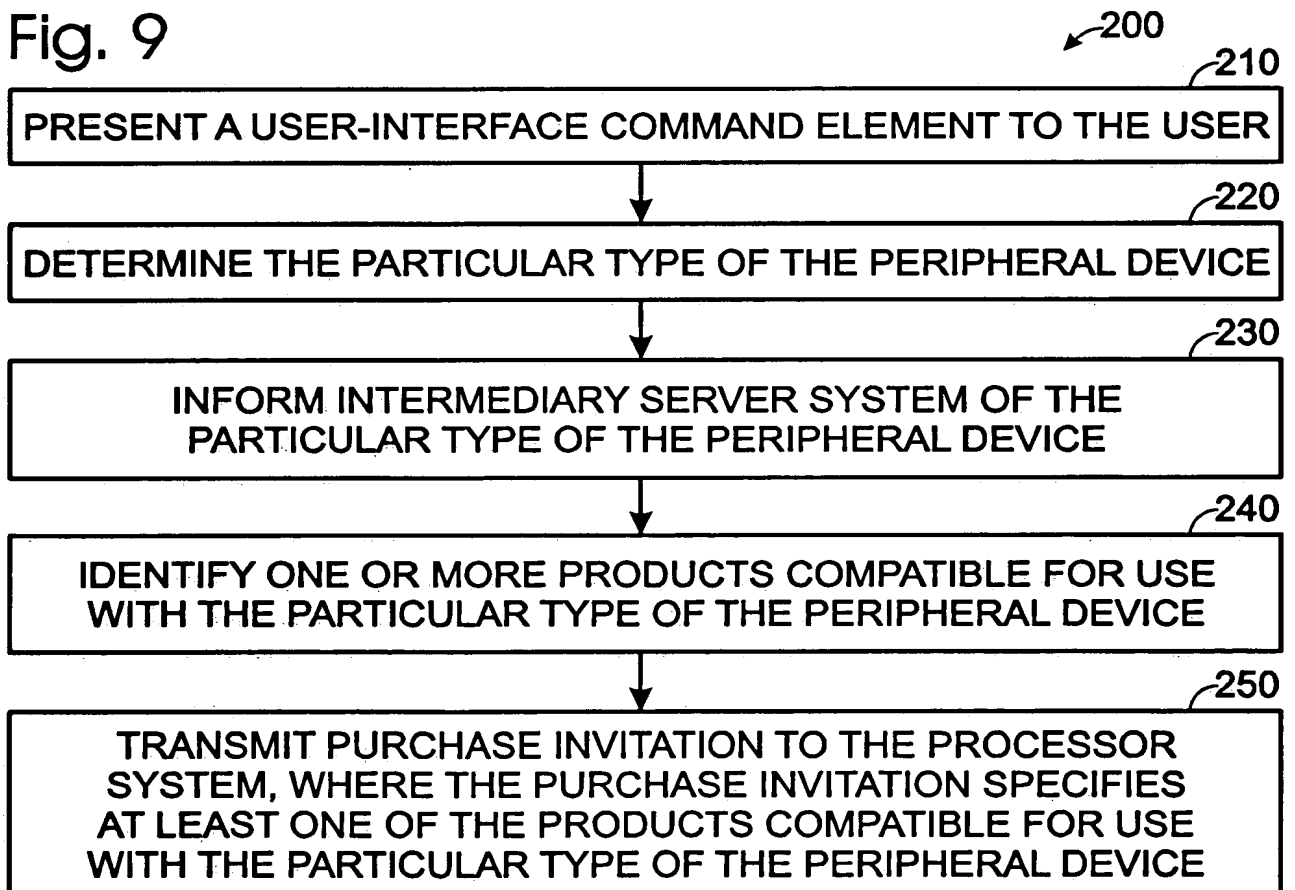 Fig. 9
200
210
PRESENT A USER-INTERFACE COMMAND ELEMENT TO THE USER
220
DETERMINE THE PARTICULAR TYPE OF THE PERIPHERAL DEVICE
230
INFORM INTERMEDIARY SERVER SYSTEM OF THE
PARTICULAR TYPE OF THE PERIPHERAL DEVICE
240
IDENTIFY ONE OR MORE PRODUCTS COMPATIBLE FOR USE
WITH THE PARTICULAR TYPE OF THE PERIPHERAL DEVICE
250
TRANSMIT PURCHASE INVITATION TO THE PROCESSOR
SYSTEM, WHERE THE PURCHASE INVITATION SPECIFIES
AT LEAST ONE OF THE PRODUCTS COMPATIBLE FOR USE
WITH THE PARTICULAR TYPE OF THE PERIPHERAL DEVICE